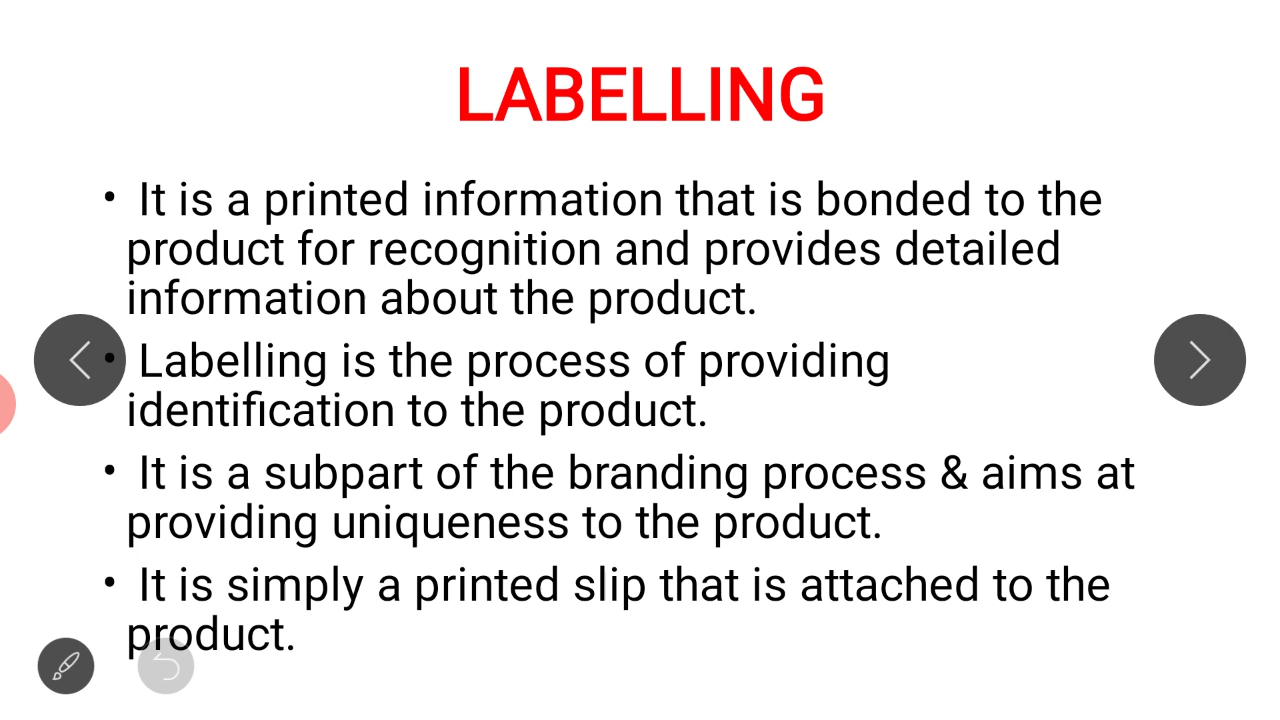 LABELLING
• It is a printed information that is bonded to the
product for recognition and provides detailed
information about the product.
• Labelling is the process of providing
identification to the product.
• It is a subpart of the branding process & aims at
providing uniqueness to the product.
• It is simply a printed slip that is attached to the
product.